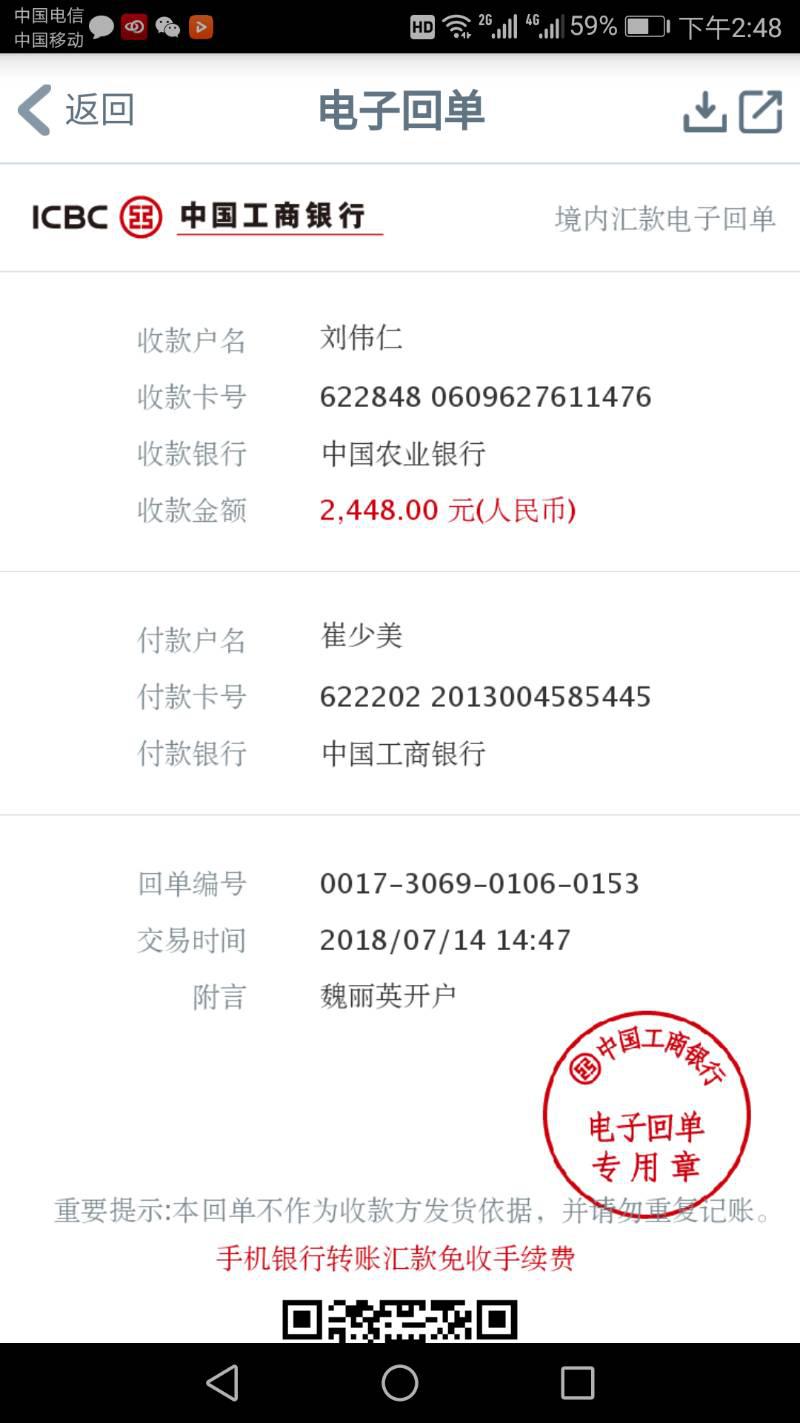 中国电信
中国移动
HD 2G 4G 59% 下午2:48
返回 电子回单
ICBC 中国工商银行 境内汇款电子回单
收款户名 刘伟仁
收款卡号 622848 0609627611476
收款银行 中国农业银行
收款金额 2,448.00 元(人民币)
付款户名 崔少美
付款卡号 622202 2013004585445
付款银行 中国工商银行
回单编号 0017-3069-0106-0153
交易时间 2018/07/14 14:47
附言 魏丽英开户
中国工商银行
电子回单
专用章
重要提示:本回单不作为收款方发货依据，并请勿重复记账。
手机银行转账汇款免收手续费